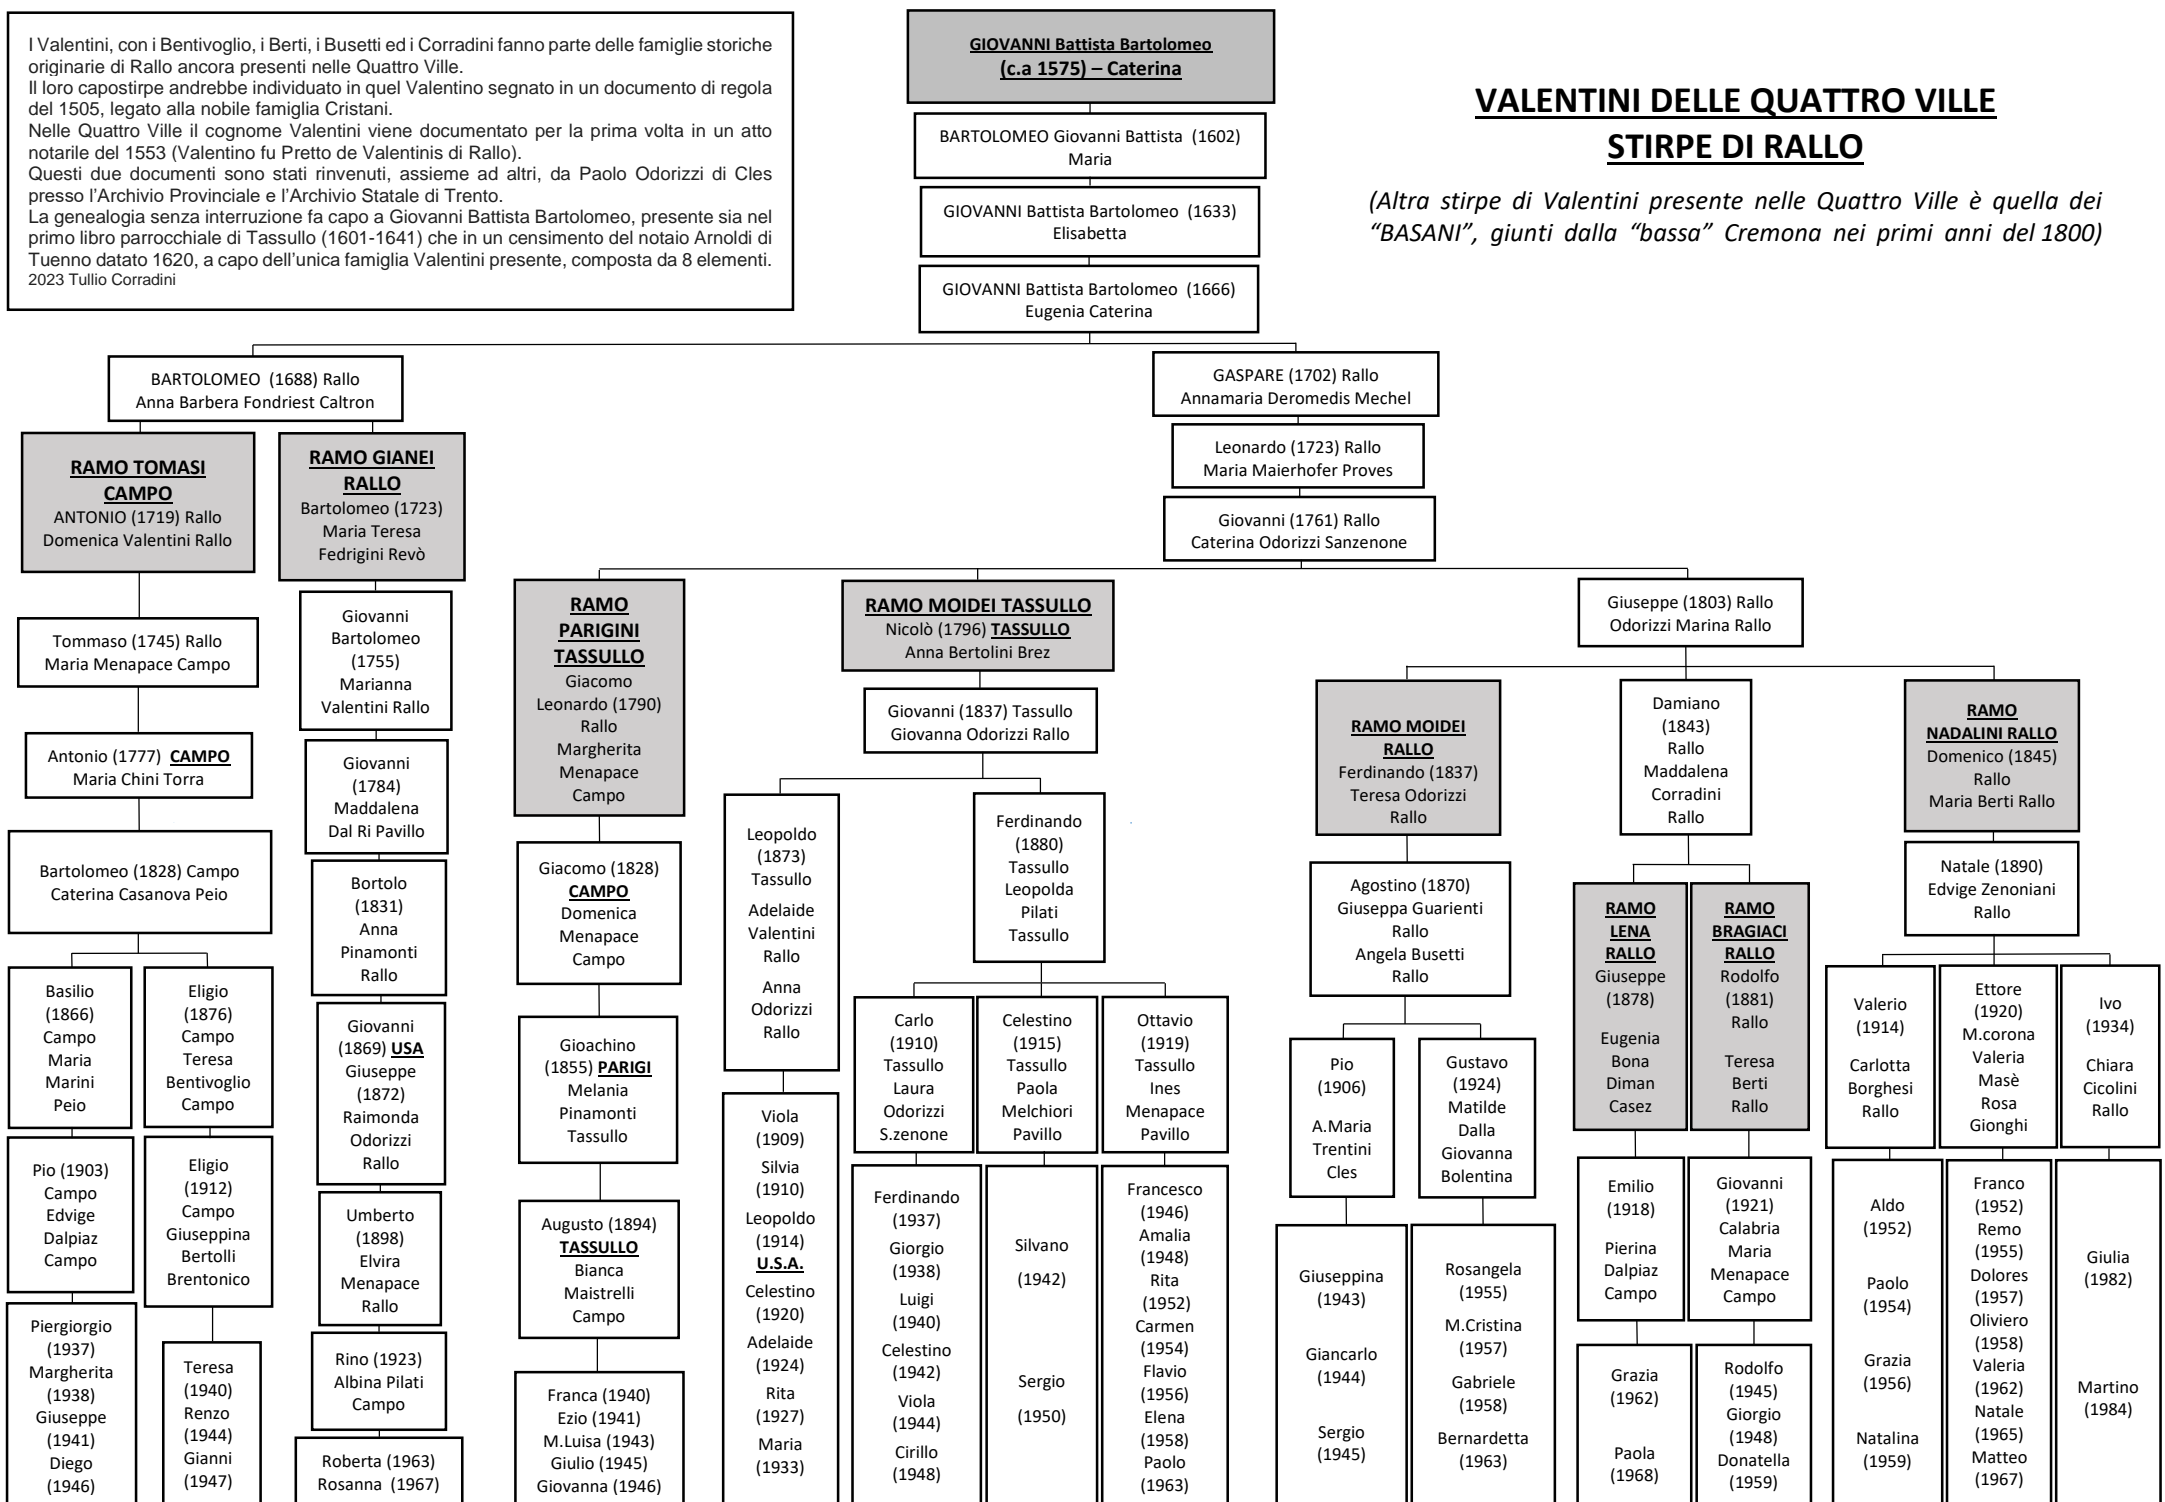 I Valentini, con i Bentivoglio, i Berti, i Busetti ed i Corradini fanno parte delle famiglie storiche
originarie di Rallo ancora presenti nelle Quattro Ville.
Il loro capostirpe andrebbe individuato in quel Valentino segnato in un documento di regola
del 1505, legato alla nobile famiglia Cristani.
Nelle Quattro Ville il cognome Valentini viene documentato per la prima volta in un atto
notarile del 1553 (Valentino fu Pretto de Valentinis di Rallo).
Questi due documenti sono stati rinvenuti, assieme ad altri, da Paolo Odorizzi di Cles
presso l'Archivio Provinciale e l'Archivio Statale di Trento.
La genealogia senza interruzione fa capo a Giovanni Battista Bartolomeo, presente sia nel
primo libro parrocchiale di Tassullo (1601-1641) che in un censimento del notaio Arnoldi di
Tuenno datato 1620, a capo dell'unica famiglia Valentini presente, composta da 8 elementi.
2023 Tullio Corradini
GIOVANNI Battista Bartolomeo
(c.a 1575) – Caterina
BARTOLOMEO Giovanni Battista (1602)
Maria
GIOVANNI Battista Bartolomeo (1633)
Elisabetta
GIOVANNI Battista Bartolomeo (1666)
Eugenia Caterina
VALENTINI DELLE QUATTRO VILLE
STIRPE DI RALLO
(Altra stirpe di Valentini presente nelle Quattro Ville è quella dei
"BASANI", giunti dalla "bassa" Cremona nei primi anni del 1800)
BARTOLOMEO (1688) Rallo
Anna Barbera Fondriest Caltron
GASPARE (1702) Rallo
Annamaria Deromedis Mechel
Leonardo (1723) Rallo
Maria Maierhofer Proves
Giovanni (1761) Rallo
Caterina Odorizzi Sanzenone
RAMO TOMASI
CAMPO
ANTONIO (1719) Rallo
Domenica Valentini Rallo
Tommaso (1745) Rallo
Maria Menapace Campo
Antonio (1777) CAMPO
Maria Chini Torra
Bartolomeo (1828) Campo
Caterina Casanova Peio
Basilio
(1866)
Campo
Maria
Marini
Peio
Pio (1903)
Campo
Edvige
Dalpiaz
Campo
Piergiorgio
(1937)
Margherita
(1938)
Giuseppe
(1941)
Diego
(1946)
Eligio
(1876)
Campo
Teresa
Bentivoglio
Campo
Eligio
(1912)
Campo
Giuseppina
Bertolli
Brentonico
Teresa
(1940)
Renzo
(1944)
Gianni
(1947)
RAMO GIANEI
RALLO
Bartolomeo (1723)
Maria Teresa
Fedrigini Revò
Giovanni
Bartolomeo
(1755)
Marianna
Valentini Rallo
Giovanni
(1784)
Maddalena
Dal Ri Pavillo
Bortolo
(1831)
Anna
Pinamonti
Rallo
Giovanni
(1869) USA
Giuseppe
(1872)
Raimonda
Odorizzi
Rallo
Umberto
(1898)
Elvira
Menapace
Rallo
Rino (1923)
Albina Pilati
Campo
Roberta (1963)
Rosanna (1967)
RAMO
PARIGINI
TASSULLO
Giacomo
Leonardo (1790)
Rallo
Margherita
Menapace
Campo
Giacomo (1828)
CAMPO
Domenica
Menapace
Campo
Gioachino
(1855) PARIGI
Melania
Pinamonti
Tassullo
Augusto (1894)
TASSULLO
Bianca
Maistrelli
Campo
Franca (1940)
Ezio (1941)
M.Luisa (1943)
Giulio (1945)
Giovanna (1946)
RAMO MOIDEI TASSULLO
Nicolò (1796) TASSULLO
Anna Bertolini Brez
Giovanni (1837) Tassullo
Giovanna Odorizzi Rallo
Leopoldo
(1873)
Tassullo
Adelaide
Valentini
Rallo
Anna
Odorizzi
Rallo
Viola
(1909)
Silvia
(1910)
Leopoldo
(1914)
U.S.A.
Celestino
(1920)
Adelaide
(1924)
Rita
(1927)
Maria
(1933)
Ferdinando
(1880)
Tassullo
Leopolda
Pilati
Tassullo
Carlo
(1910)
Tassullo
Laura
Odorizzi
S.zenone
Ferdinando
(1937)
Giorgio
(1938)
Luigi
(1940)
Celestino
(1942)
Viola
(1944)
Cirillo
(1948)
Celestino
(1915)
Tassullo
Paola
Melchiori
Pavillo
Silvano
(1942)
Sergio
(1950)
Ottavio
(1919)
Tassullo
Ines
Menapace
Pavillo
Francesco
(1946)
Amalia
(1948)
Rita
(1952)
Carmen
(1954)
Flavio
(1956)
Elena
(1958)
Paolo
(1963)
Giuseppe (1803) Rallo
Odorizzi Marina Rallo
RAMO MOIDEI
RALLO
Ferdinando (1837)
Teresa Odorizzi
Rallo
Agostino (1870)
Giuseppa Guarienti
Rallo
Angela Busetti
Rallo
Pio
(1906)
A.Maria
Trentini
Cles
Giuseppina
(1943)
Giancarlo
(1944)
Sergio
(1945)
Gustavo
(1924)
Matilde
Dalla
Giovanna
Bolentina
Rosangela
(1955)
M.Cristina
(1957)
Gabriele
(1958)
Bernardetta
(1963)
Damiano
(1843)
Rallo
Maddalena
Corradini
Rallo
RAMO
LENA
RALLO
Giuseppe
(1878)
Eugenia
Bona
Diman
Casez
Emilio
(1918)
Pierina
Dalpiaz
Campo
Grazia
(1962)
Paola
(1968)
RAMO
BRAGIACI
RALLO
Rodolfo
(1881)
Rallo
Teresa
Berti
Rallo
Giovanni
(1921)
Calabria
Maria
Menapace
Campo
Rodolfo
(1945)
Giorgio
(1948)
Donatella
(1959)
RAMO
NADALINI RALLO
Domenico (1845)
Rallo
Maria Berti Rallo
Natale (1890)
Edvige Zenoniani
Rallo
Valerio
(1914)
Carlotta
Borghesi
Rallo
Aldo
(1952)
Paolo
(1954)
Grazia
(1956)
Natalina
(1959)
Ettore
(1920)
M.corona
Valeria
Masè
Rosa
Gionghi
Franco
(1952)
Remo
(1955)
Dolores
(1957)
Oliviero
(1958)
Valeria
(1962)
Natale
(1965)
Matteo
(1967)
Ivo
(1934)
Chiara
Cicolini
Rallo
Giulia
(1982)
Martino
(1984)